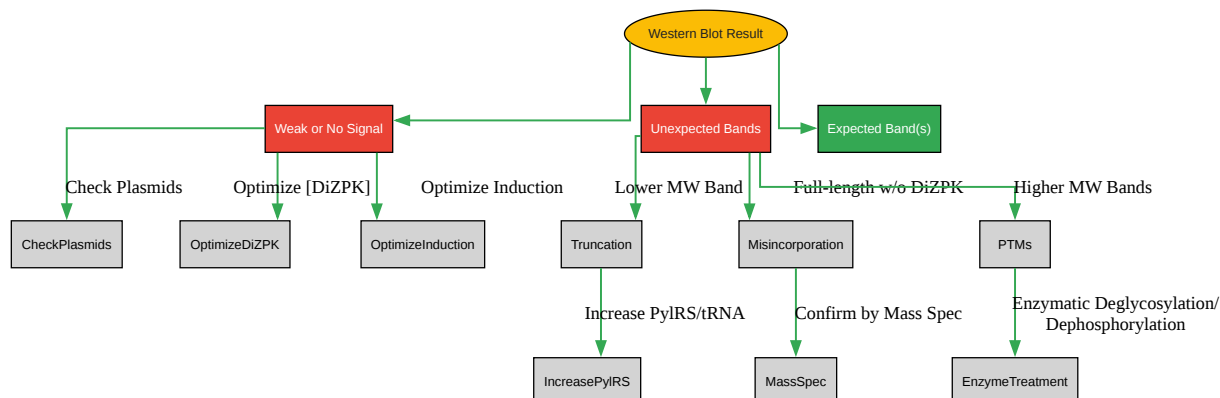 Western Blot Result
Weak or No Signal
Unexpected Bands
Expected Band(s)
Check Plasmids
Optimize [DiZPK]
Optimize Induction
Lower MW Band
Full-length w/o DiZPK
Higher MW Bands
CheckPlasmids
OptimizeDiZPK
OptimizeInduction
Truncation
Misincorporation
PTMs
Increase PylRS/tRNA
Confirm by Mass Spec
Enzymatic Deglycosylation/
Dephosphorylation
IncreasePylRS
MassSpec
EnzymeTreatment